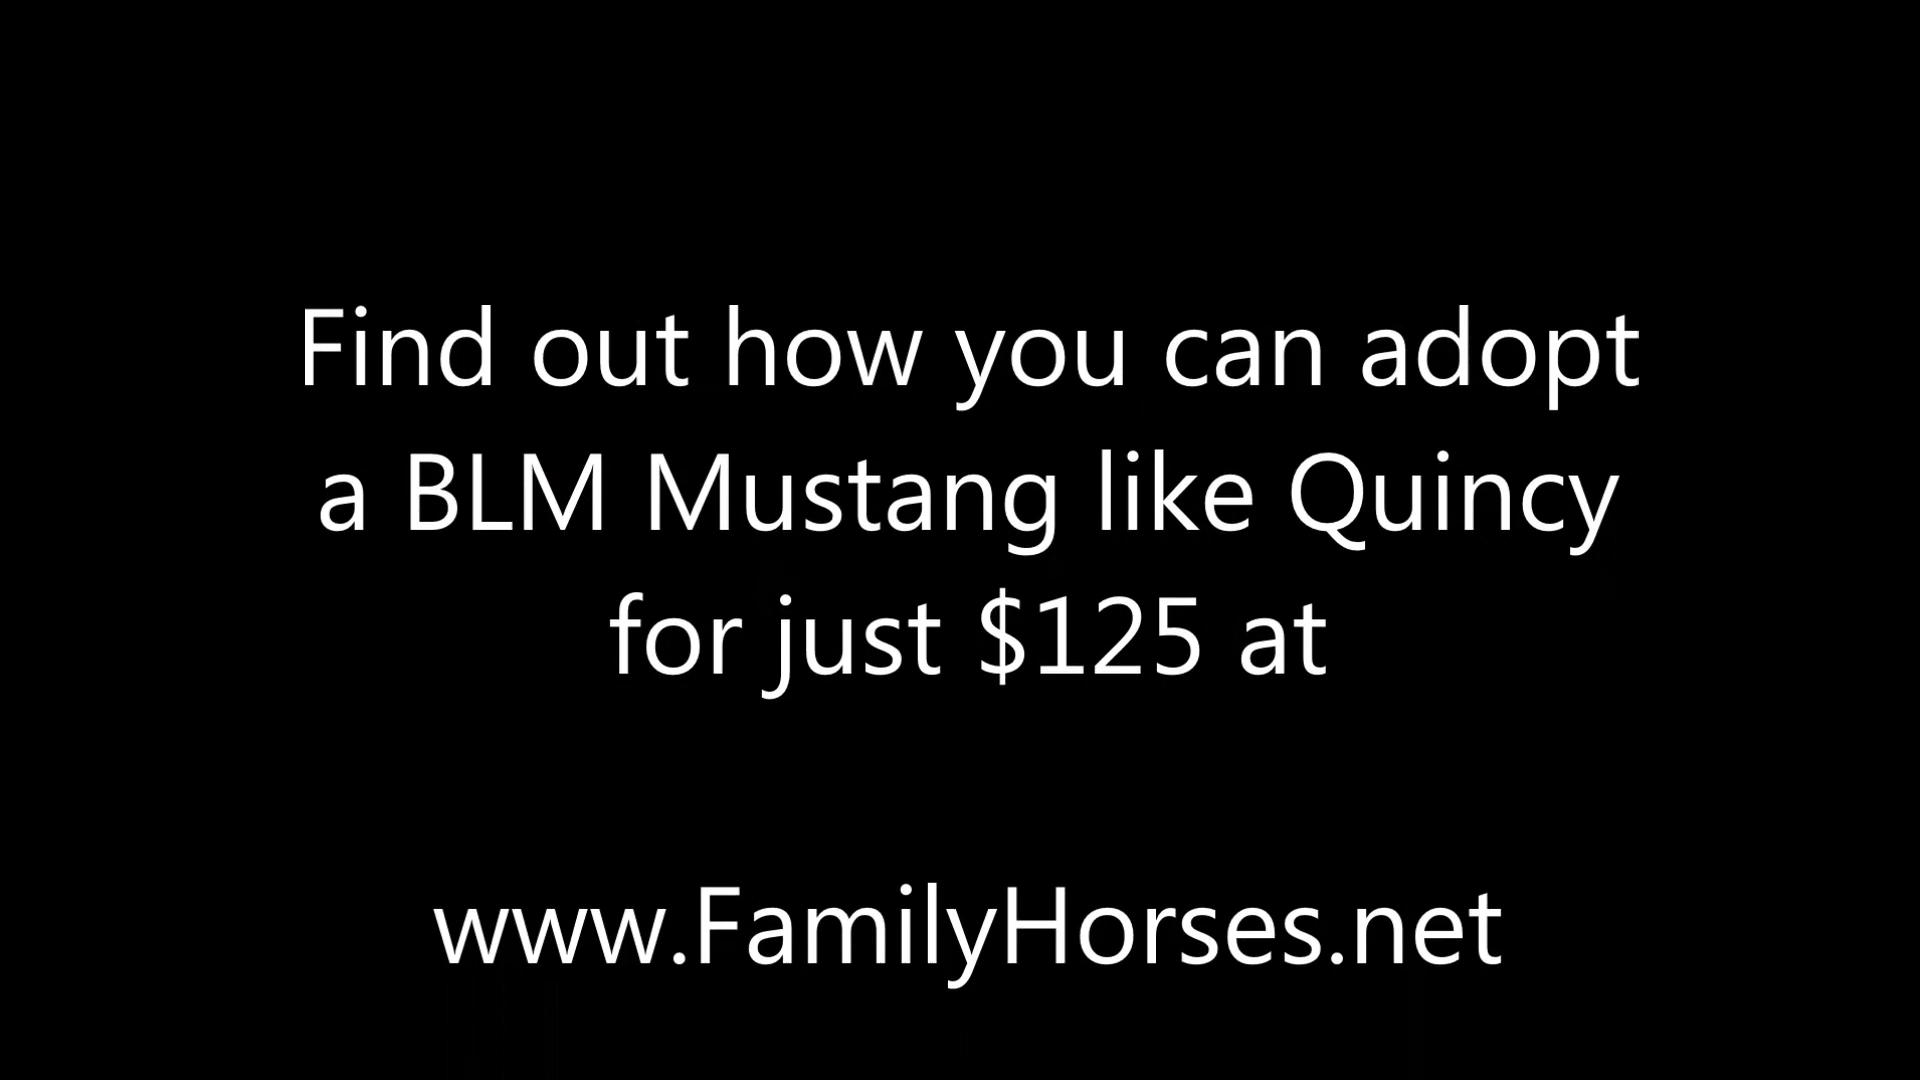 Find out how you can adopt
a BLM Mustang like Quincy
for just $125 at
www.FamilyHorses.net